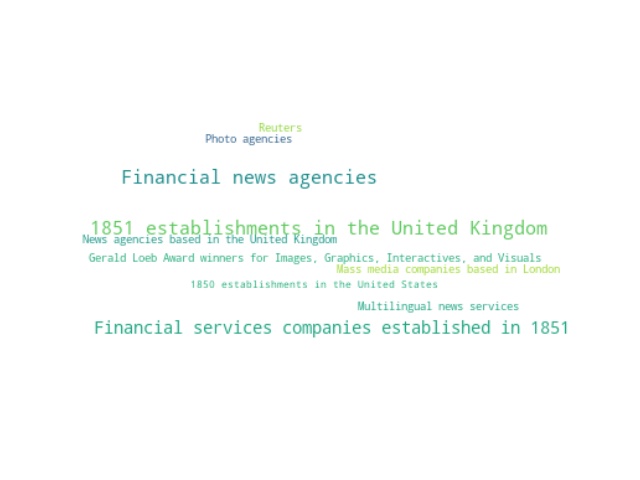 Reuters
Photo agencies
Financial news agencies
1851 establishments in the United Kingdom
News agencies based in the United Kingdom
Gerald Loeb Award winners for Images, Graphics, Interactives, and Visuals
Mass media companies based in London
1850 establishments in the United States
Multilingual news services
Financial services companies established in 1851